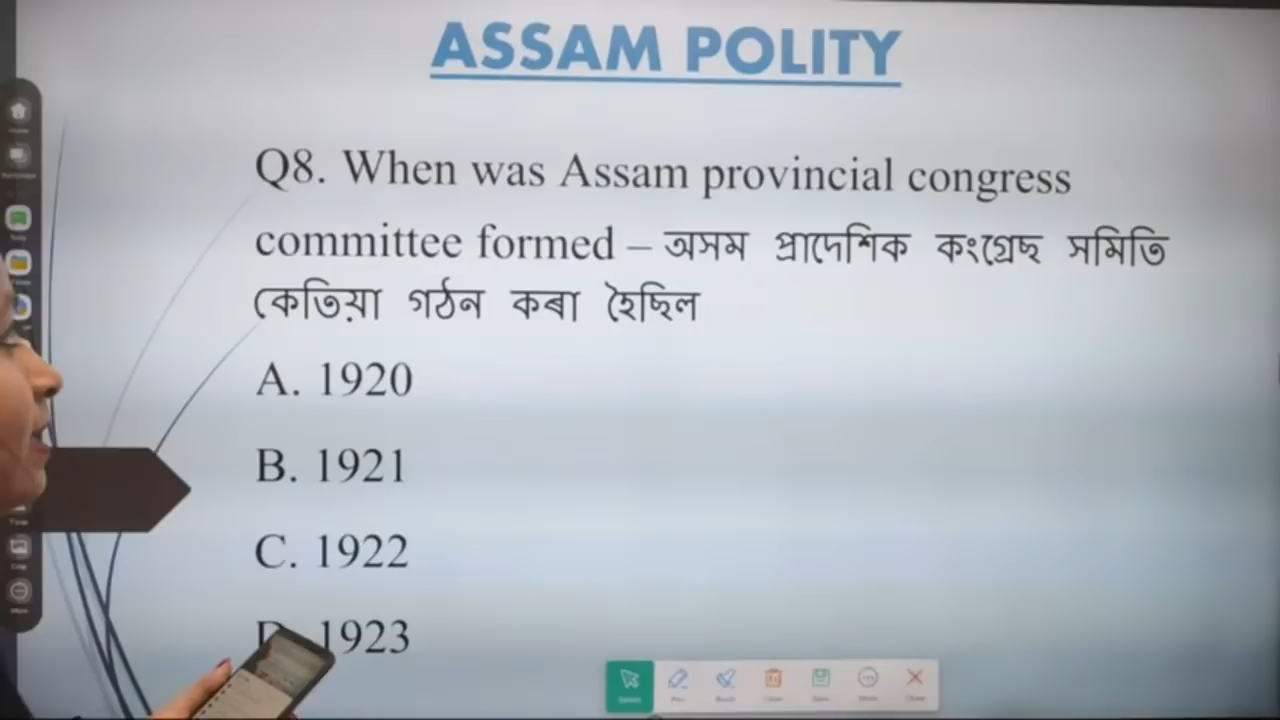 ASSAM POLITY
Q8. When was Assam provincial congress
committee formed – অসম প্ৰাদেশিক কংগ্ৰেছ সমিতি
কেতিয়া গঠন কৰা হৈছিল
A. 1920
B. 1921
C. 1922
D. 1923